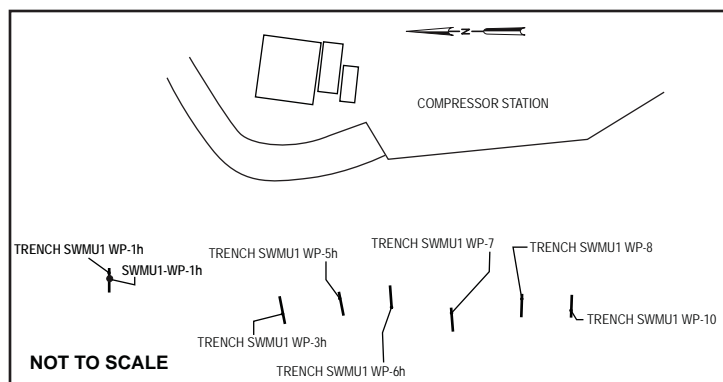 N
COMPRESSOR STATION
TRENCH SWMU1 WP-1h
SWMU1-WP-1h
TRENCH SWMU1 WP-5h
TRENCH SWMU1 WP-7
TRENCH SWMU1 WP-8
TRENCH SWMU1 WP-10
TRENCH SWMU1 WP-3h
TRENCH SWMU1 WP-6h
NOT TO SCALE